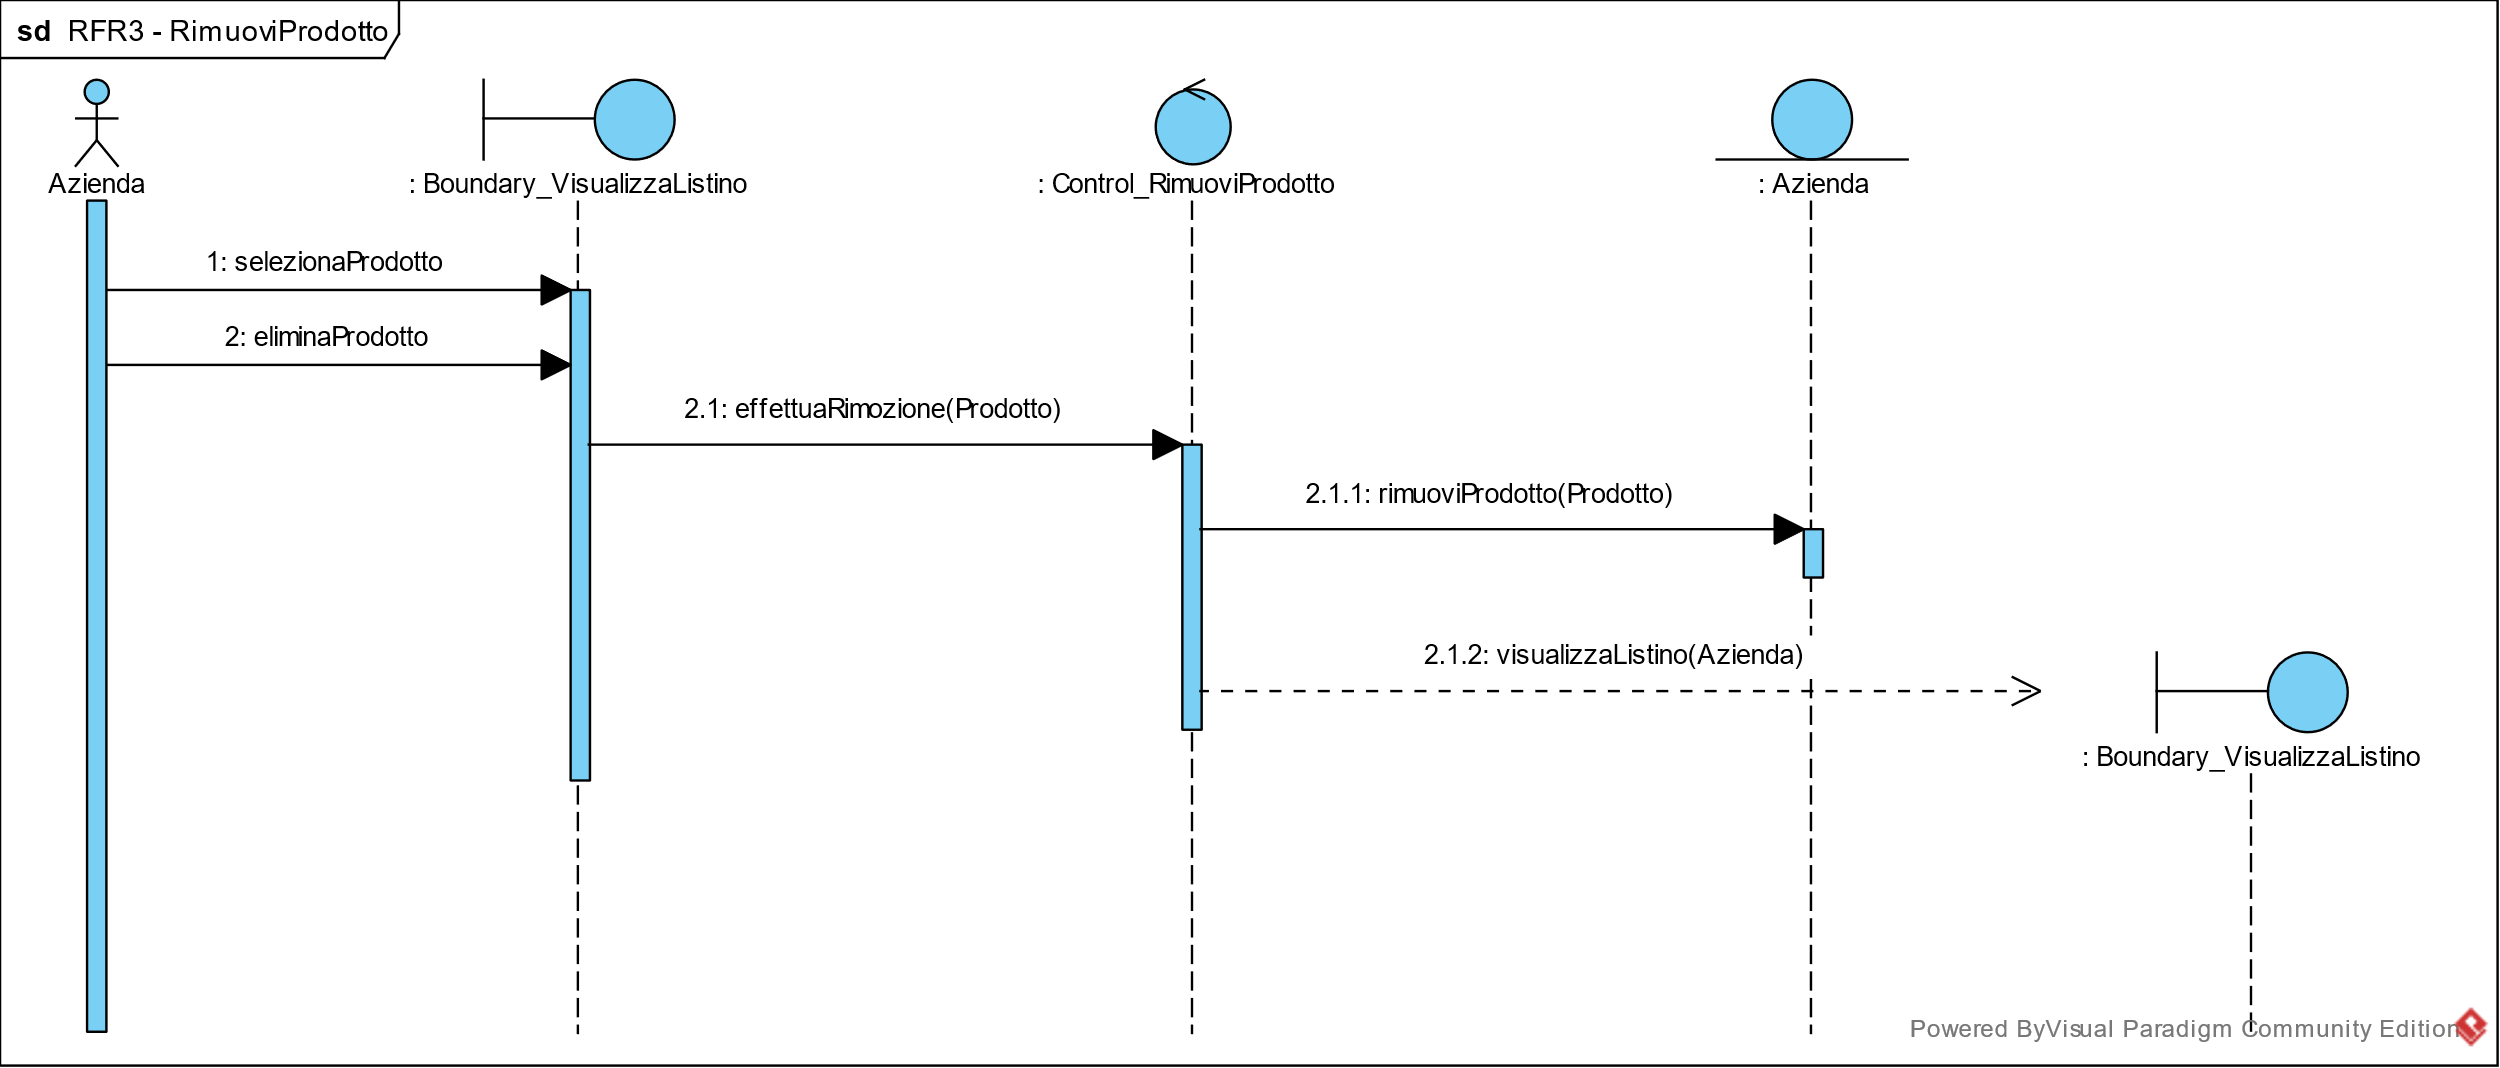 sd RFR3 - RimuoviProdotto
Azienda
: Boundary_VisualizzaListino
: Control_RimuoviProdotto
: Azienda
1: selezionaProdotto
2: eliminaProdotto
2.1: effettuaRimozione(Prodotto)
2.1.1: rimuoviProdotto(Prodotto)
2.1.2: visualizzaListino(Azienda)
: Boundary_VisualizzaListino
Powered ByVisual Paradigm Community Edition